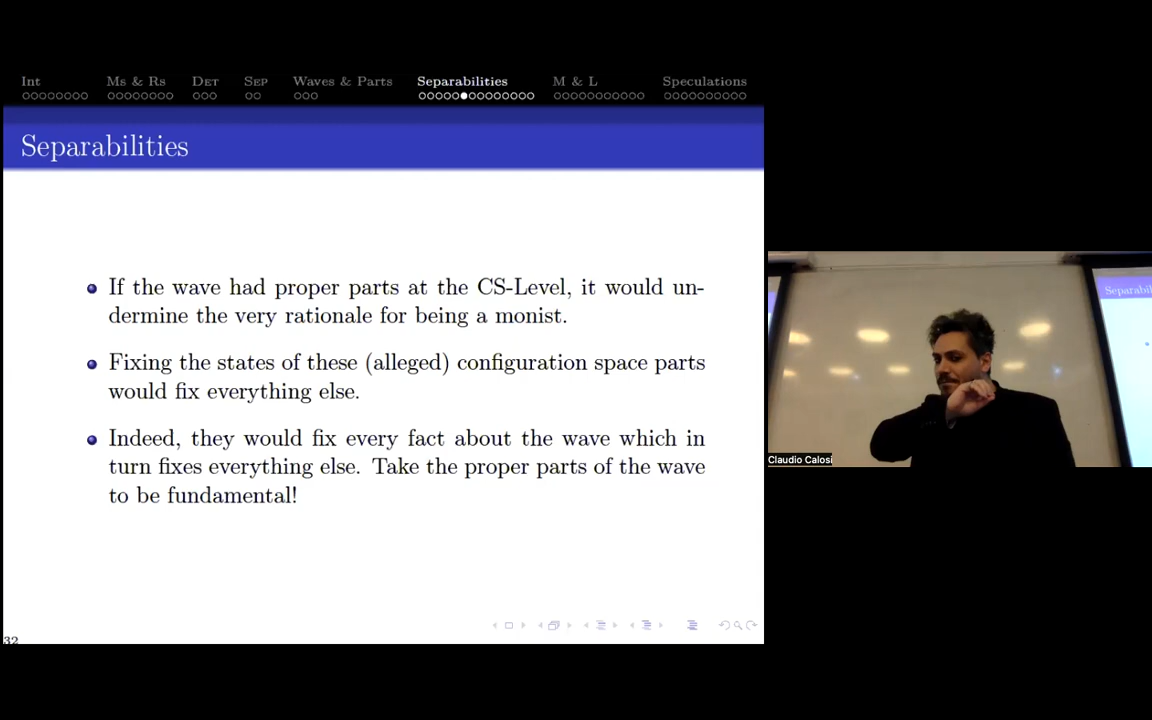 Int Ms & Rs Det Sep Waves & Parts Separabilities M & L Speculations
Separabilities
If the wave had proper parts at the CS-Level, it would un-
dermine the very rationale for being a monist.
Fixing the states of these (alleged) configuration space parts
would fix everything else.
Indeed, they would fix every fact about the wave which in
turn fixes everything else. Take the proper parts of the wave
to be fundamental!
32
Separabil
Claudio Calosi